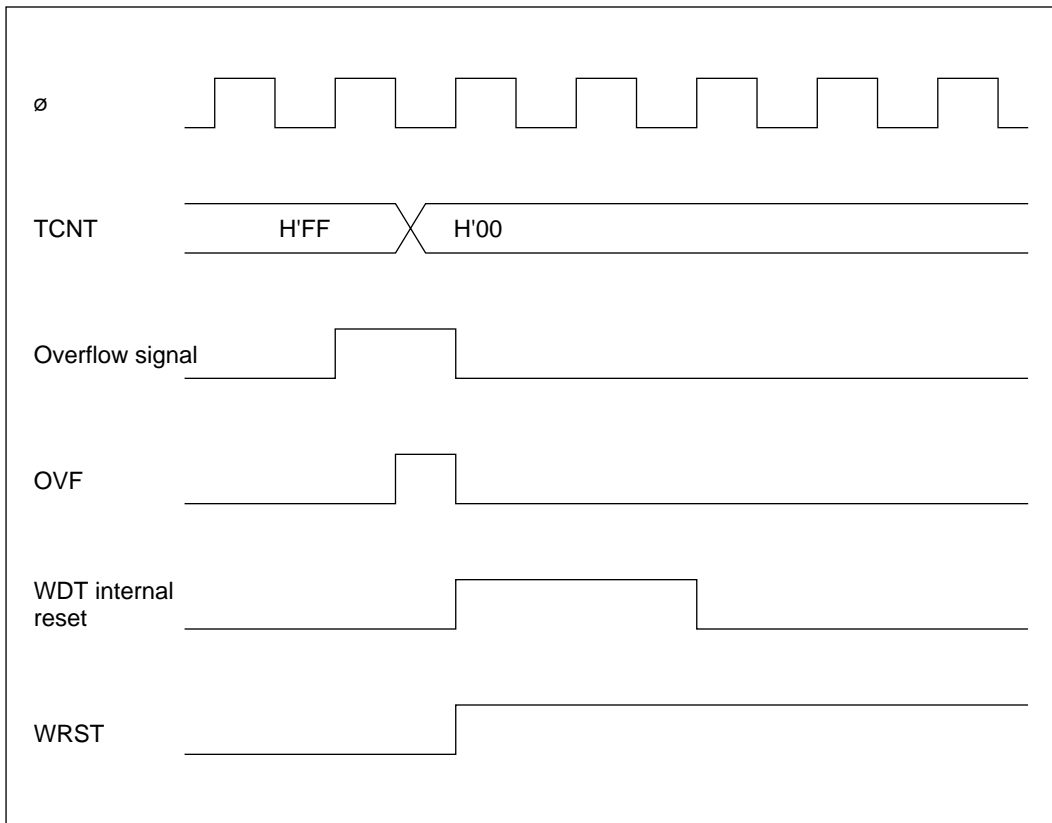 ø
TCNT
H'FF
H'00
Overflow signal
OVF
WDT internal
reset
WRST